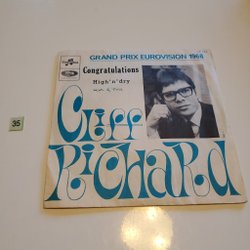 GRAND PRIX EUROVISION 1968
Congratulations
High 'n' dry
35
Cliff
RichaRd